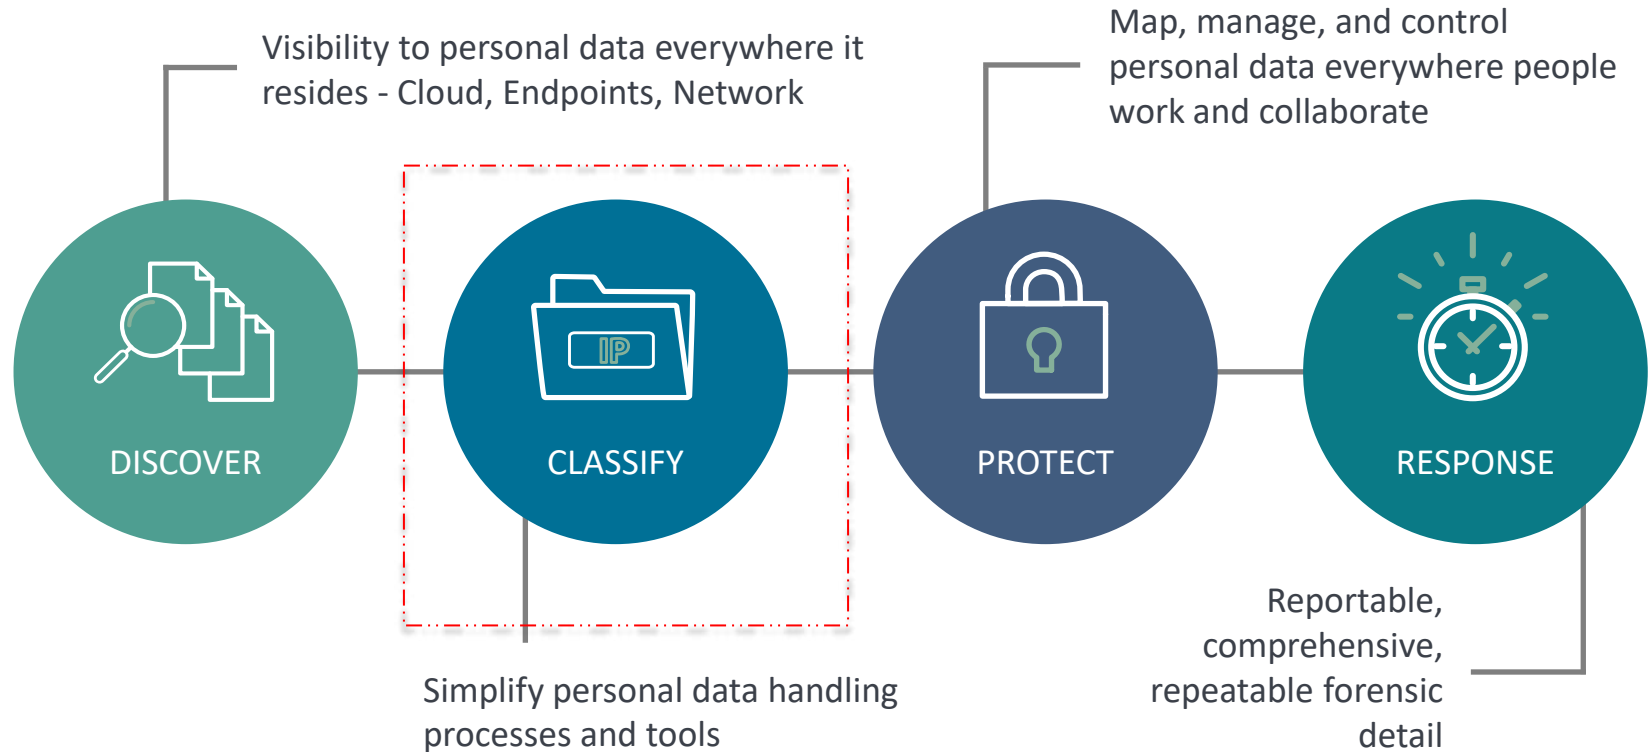 Visibility to personal data everywhere it
resides - Cloud, Endpoints, Network
Map, manage, and control
personal data everywhere people
work and collaborate
IP
DISCOVER
CLASSIFY
PROTECT
RESPONSE
Simplify personal data handling
processes and tools
Reportable,
comprehensive,
repeatable forensic
detail